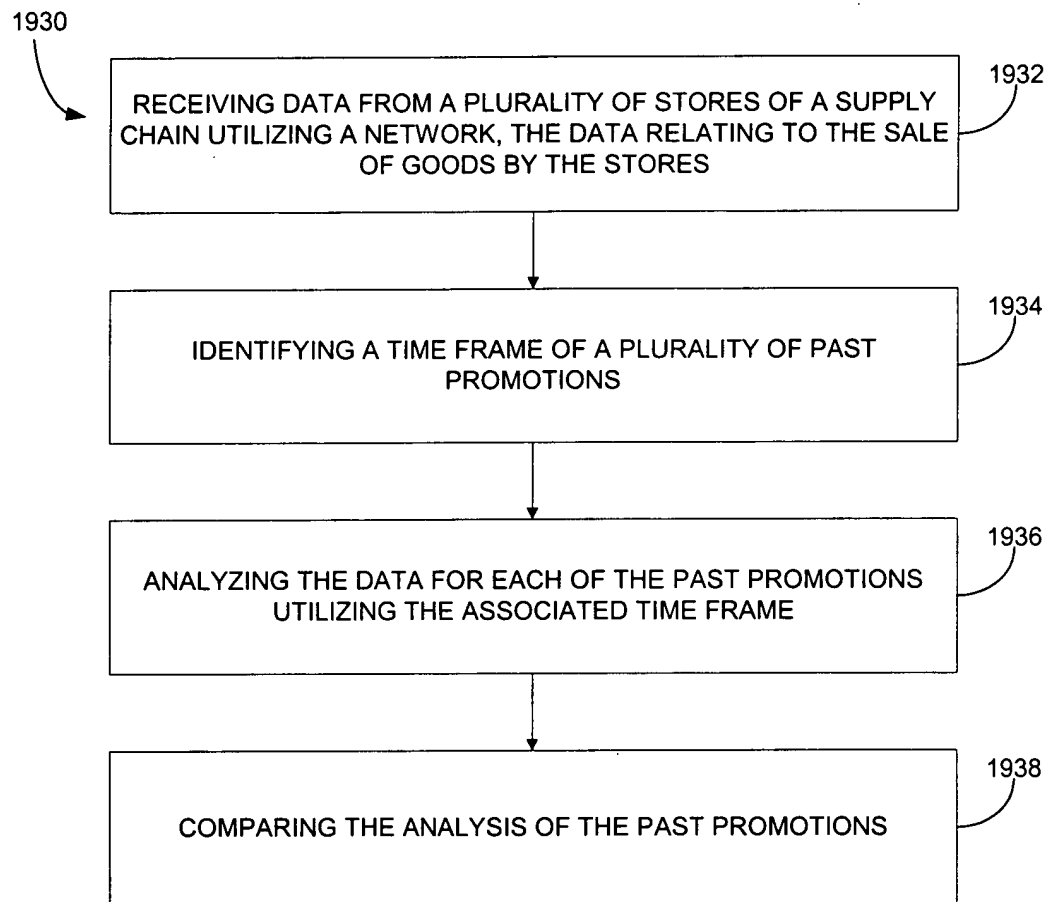 1930
1932
RECEIVING DATA FROM A PLURALITY OF STORES OF A SUPPLY
CHAIN UTILIZING A NETWORK, THE DATA RELATING TO THE SALE
OF GOODS BY THE STORES
1934
IDENTIFYING A TIME FRAME OF A PLURALITY OF PAST
PROMOTIONS
1936
ANALYZING THE DATA FOR EACH OF THE PAST PROMOTIONS
UTILIZING THE ASSOCIATED TIME FRAME
1938
COMPARING THE ANALYSIS OF THE PAST PROMOTIONS